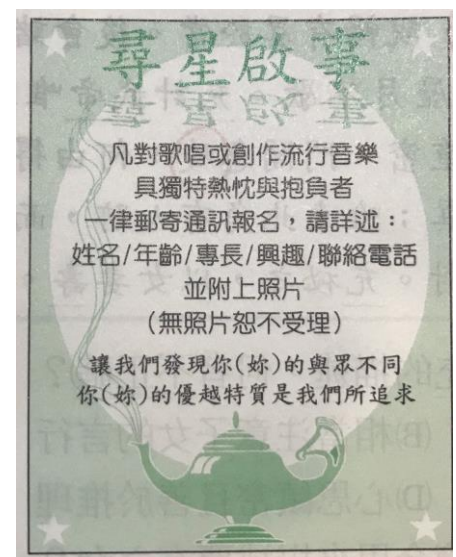 尋星啟事
凡對歌唱或創作流行音樂
具獨特熱忱與抱負者
一律郵寄通訊報名，請詳述：
姓名/年齡/專長/興趣/聯絡電話
並附上照片
（無照片恕不受理）
讓我們發現你(妳)的與眾不同
你(妳)的優越特質是我們所追求